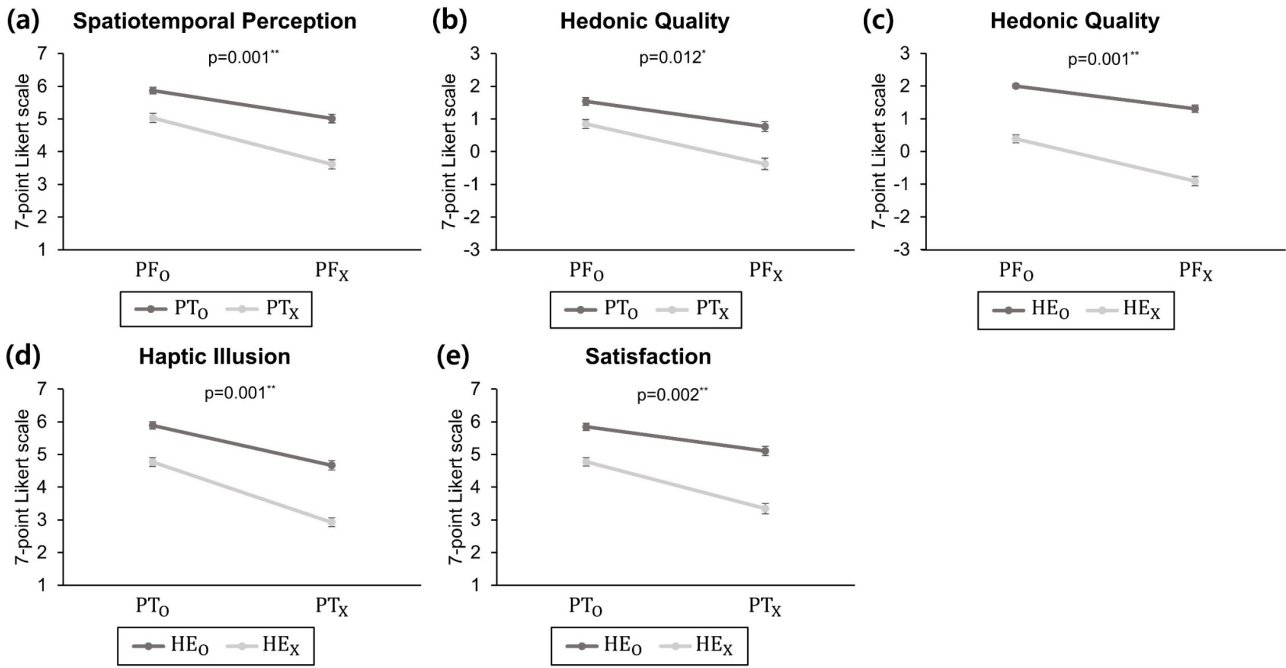 (a) Spatiotemporal Perception
p=0.001**
7-point Likert scale
7
6
5
4
3
2
1
PFO PFX
PTO PTX
(b) Hedonic Quality
p=0.012*
7-point Likert scale
3
2
1
0
-1
-2
-3
PFO PFX
PTO PTX
(c) Hedonic Quality
p=0.001**
7-point Likert scale
3
2
1
0
-1
-2
-3
PFO PFX
HEO HEX
(d) Haptic Illusion
p=0.001**
7-point Likert scale
7
6
5
4
3
2
1
PTO PTX
HEO HEX
(e) Satisfaction
p=0.002**
7-point Likert scale
7
6
5
4
3
2
1
PTO PTX
HEO HEX